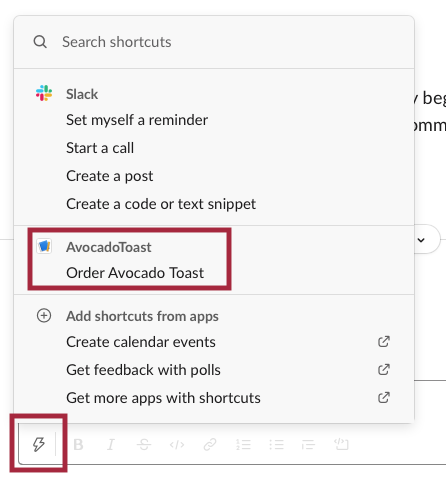 Search shortcuts
y beg
omm
Slack
Set myself a reminder
Start a call
Create a post
Create a code or text snippet
AvocadoToast
Order Avocado Toast
Add shortcuts from apps
Create calendar events
Get feedback with polls
Get more apps with shortcuts
B I S </>